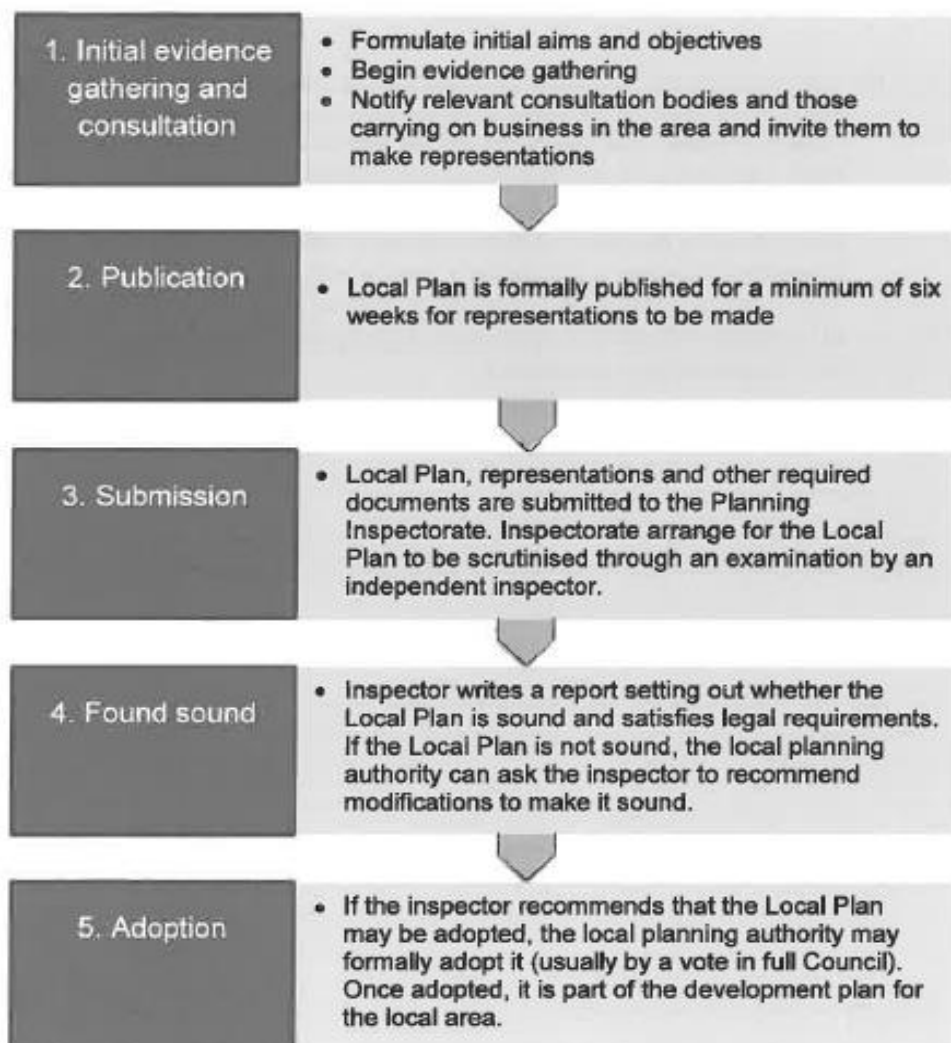 1. Initial evidence
gathering and
consultation
• Formulate initial aims and objectives
• Begin evidence gathering
• Notify relevant consultation bodies and those
carrying on business in the area and invite them to
make representations
2. Publication
• Local Plan is formally published for a minimum of six
weeks for representations to be made
3. Submission
• Local Plan, representations and other required
documents are submitted to the Planning
Inspectorate. Inspectorate arrange for the Local
Plan to be scrutinised through an examination by an
independent inspector.
4. Found sound
• Inspector writes a report setting out whether the
Local Plan is sound and satisfies legal requirements.
If the Local Plan is not sound, the local planning
authority can ask the inspector to recommend
modifications to make it sound.
5. Adoption
• If the inspector recommends that the Local Plan
may be adopted, the local planning authority may
formally adopt it (usually by a vote in full Council).
Once adopted, it is part of the development plan for
the local area.